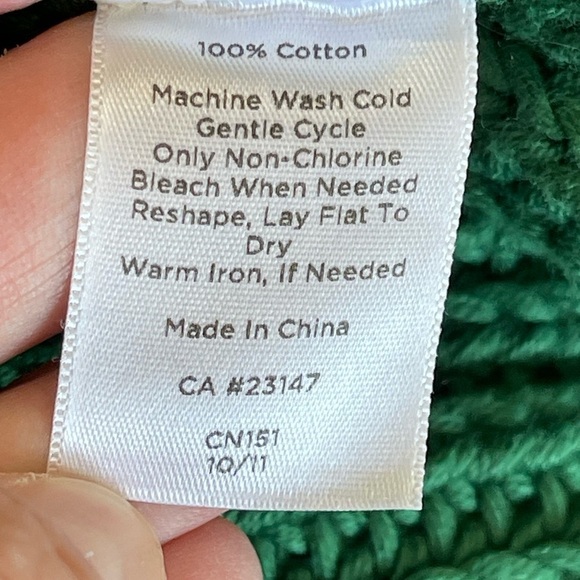 100% Cotton
Machine Wash Cold
Gentle Cycle
Only Non-Chlorine
Bleach When Needed
Reshape, Lay Flat To
Dry
Warm Iron, If Needed
Made In China
CA #23147
CN151
10/11